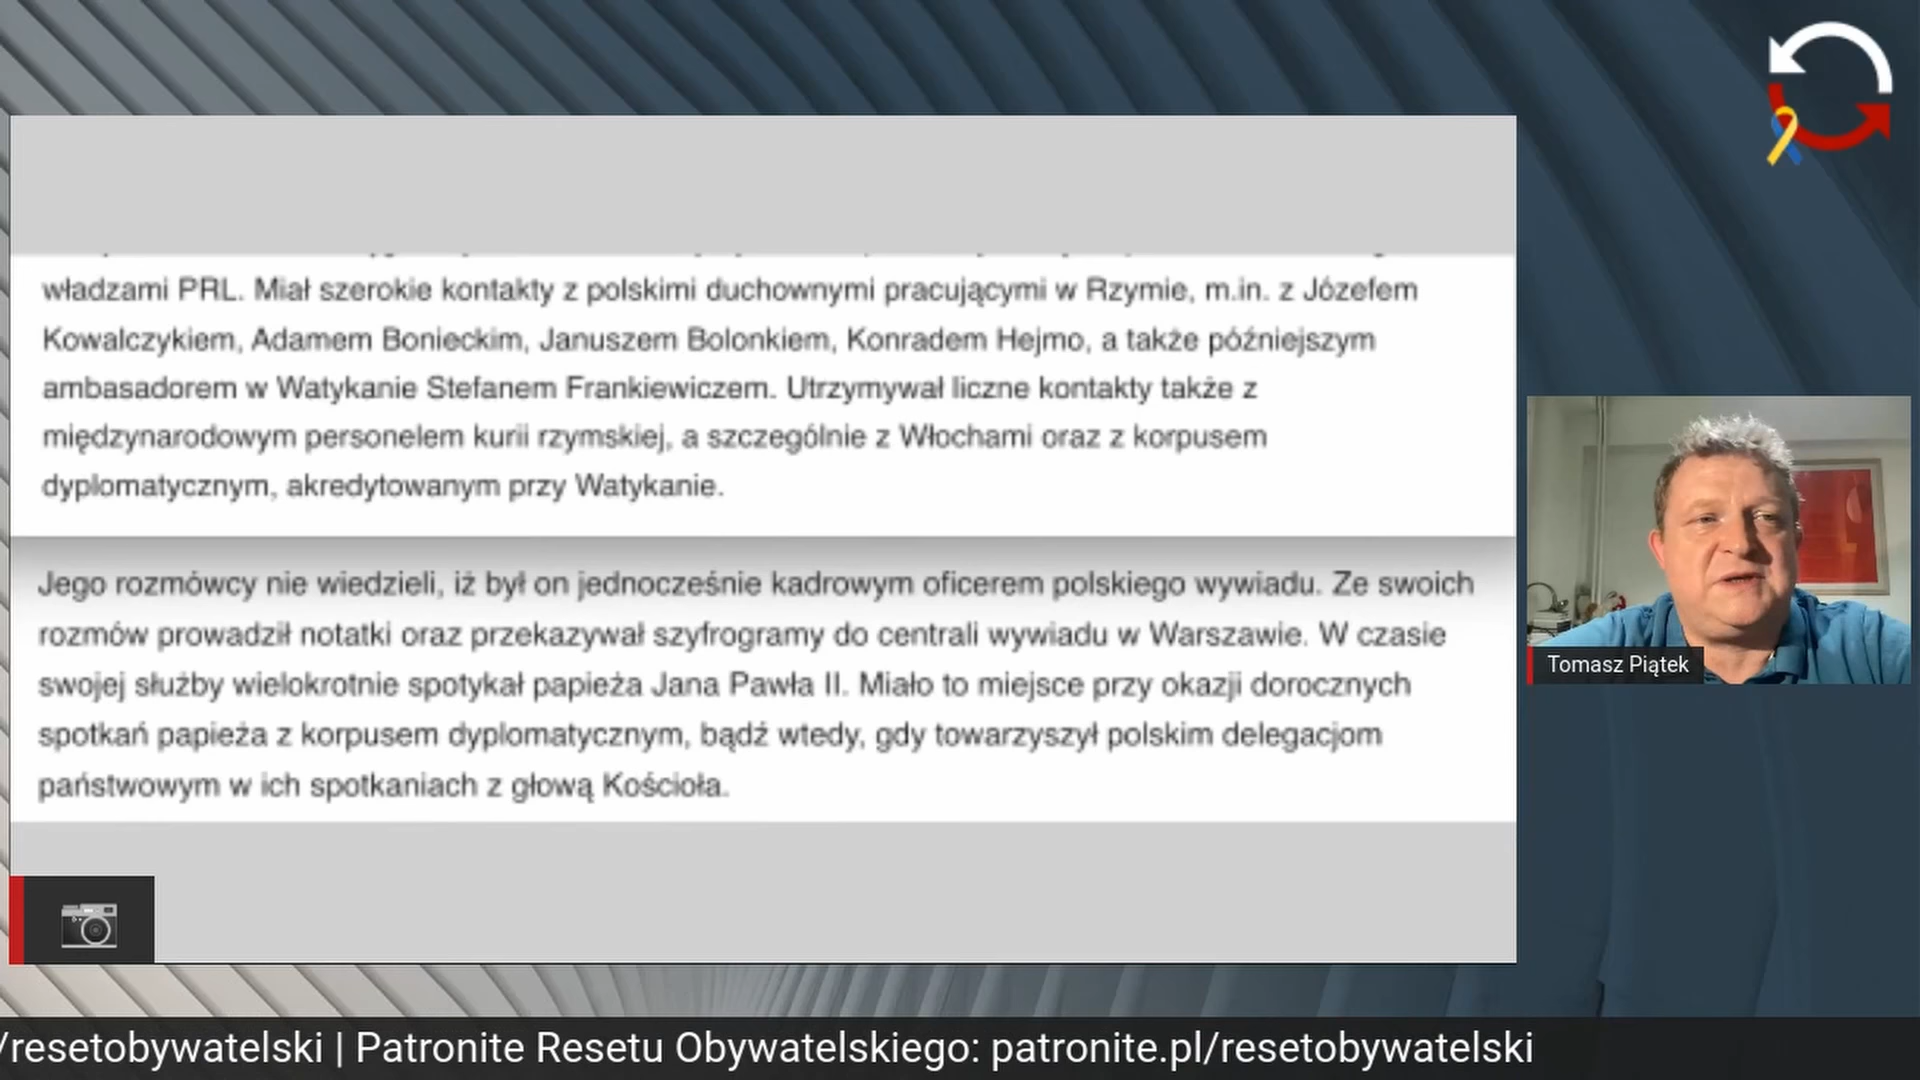 władzami PRL. Miał szerokie kontakty z polskimi duchownymi pracującymi w Rzymie, m.in. z Józefem
Kowalczykiem, Adamem Bonieckim, Januszem Bolonkiem, Konradem Hejmo, a także późniejszym
ambasadorem w Watykanie Stefanem Frankiewiczem. Utrzymywał liczne kontakty także z
międzynarodowym personelem kurii rzymskiej, a szczególnie z Włochami oraz z korpusem
dyplomatycznym, akredytowanym przy Watykanie.
Jego rozmówcy nie wiedzieli, iż był on jednocześnie kadrowym oficerem polskiego wywiadu. Ze swoich
rozmów prowadził notatki oraz przekazywał szyfrogramy do centrali wywiadu w Warszawie. W czasie
swojej służby wielokrotnie spotykał papieża Jana Pawła II. Miało to miejsce przy okazji dorocznych
spotkań papieża z korpusem dyplomatycznym, bądź wtedy, gdy towarzyszył polskim delegacjom
państwowym w ich spotkaniach z głową Kościoła.
Tomasz Piątek
/resetobywatelski | Patronite Resetu Obywatelskiego: patronite.pl/resetobywatelski